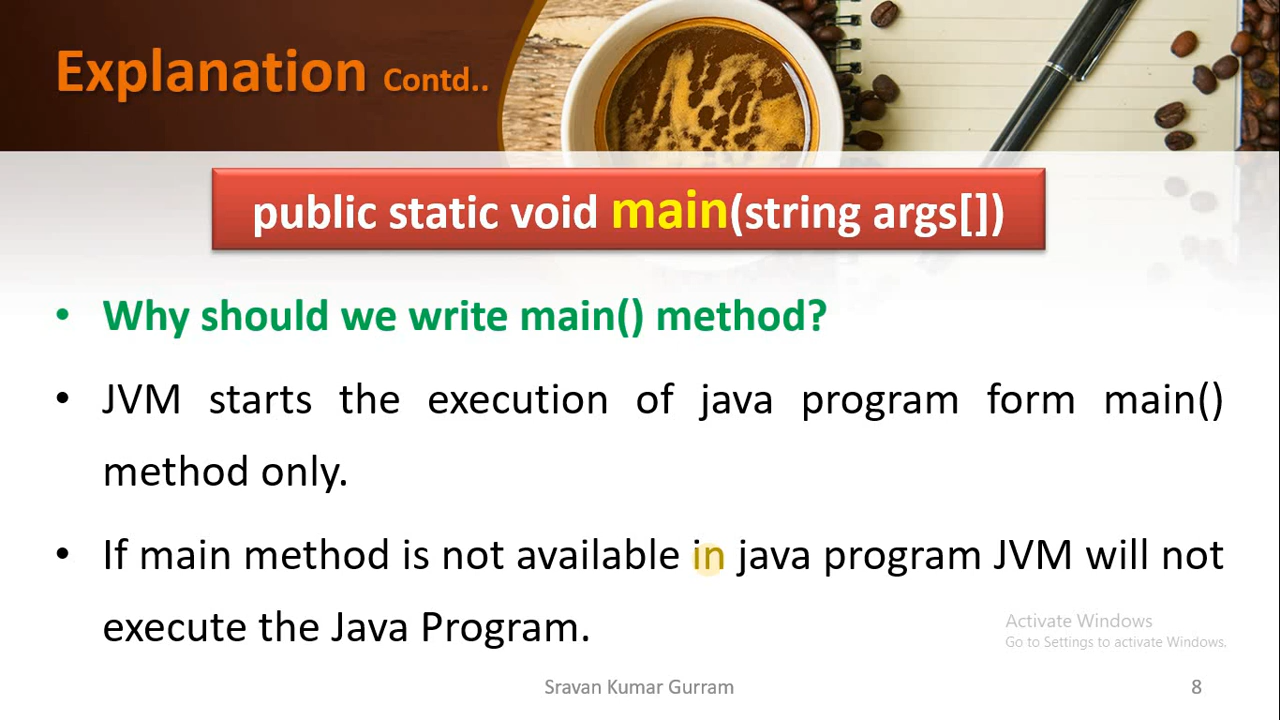 Explanation Contd..
public static void main(string args[])
• Why should we write main() method?
• JVM starts the execution of java program form main()
method only.
• If main method is not available in java program JVM will not
execute the Java Program.
Activate Windows
Go to Settings to activate Windows.
Sravan Kumar Gurram
8